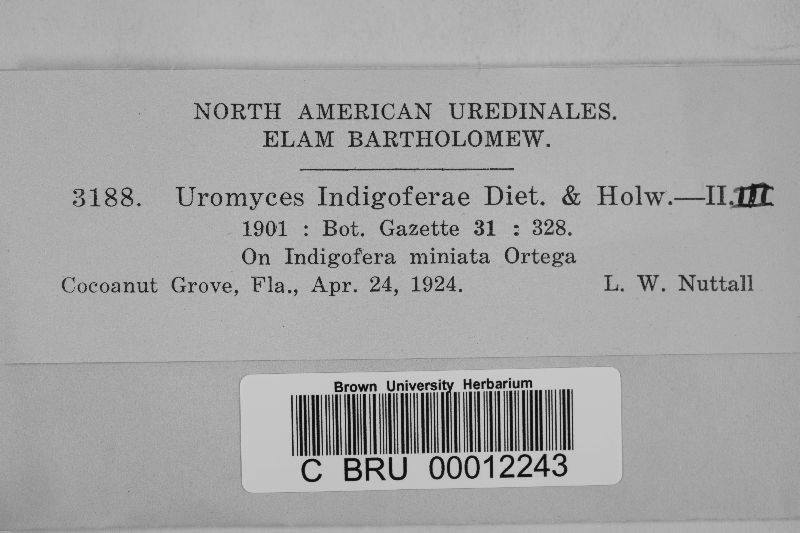 NORTH AMERICAN UREDINALES.
ELAM BARTHOLOMEW.
3188. Uromyces Indigoferae Diet. & Holw.—II.III
1901 : Bot. Gazette 31 : 328.
On Indigofera miniata Ortega
Cocoanut Grove, Fla., Apr. 24, 1924. L. W. Nuttall
Brown University Herbarium
C BRU 00012243